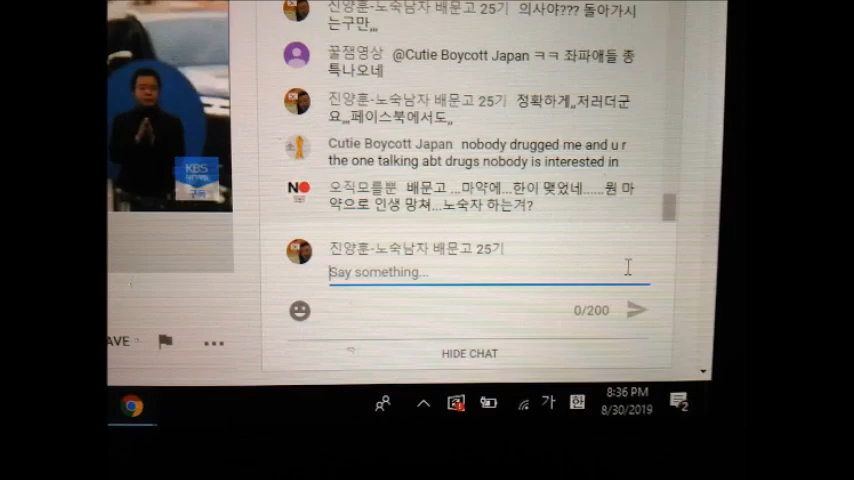 진양훈-노숙남자 배문고 25기 의사야??? 돌아가시
는구만,,,
꿀잼영상 @Cutie Boycott Japan ㅋㅋ 좌파애들 종
특나오네
진양훈-노숙남자 배문고 25기 정확하게,,저러더군
요,,,페이스북에서도,,
Cutie Boycott Japan nobody drugged me and u r
the one talking abt drugs nobody is interested in
오직모를뿐 배문고 ...마약에...한이 맺었네......뭔 마
약으로 인생 망쳐...노숙자 하는겨?
NO
진양훈-노숙남자 배문고 25기
Say something...
0/200
HIDE CHAT
KBS
구독
AVE
가
한
8:36 PM
8/30/2019
2